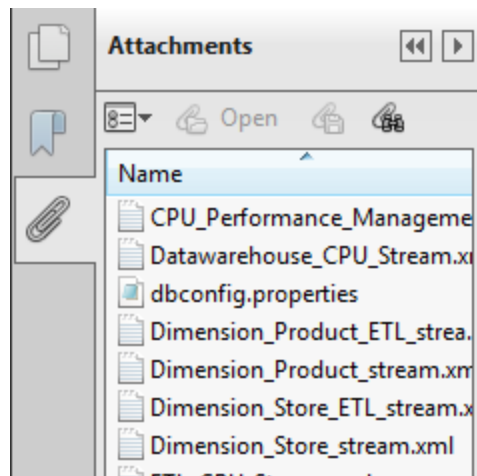 Attachments
Open
Name
CPU_Performance_Manageme
Datawarehouse_CPU_Stream.x
dbconfig.properties
Dimension_Product_ETL_strea.
Dimension_Product_stream.xm
Dimension_Store_ETL_stream.x
Dimension_Store_stream.xml